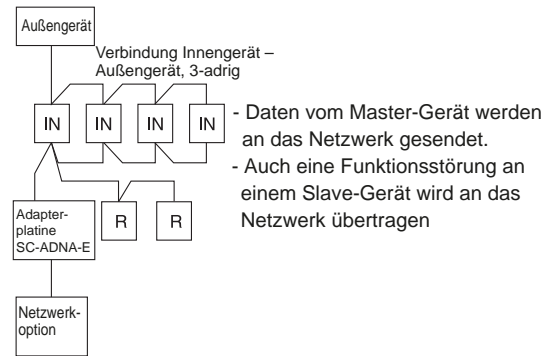 Außengerät
Verbindung Innengerät –
Außengerät, 3-adrig
IN IN IN IN
- Daten vom Master-Gerät werden
an das Netzwerk gesendet.
- Auch eine Funktionsstörung an
einem Slave-Gerät wird an das
Netzwerk übertragen
Adapter-
platine
SC-ADNA-E
R R
Netzwerk-
option